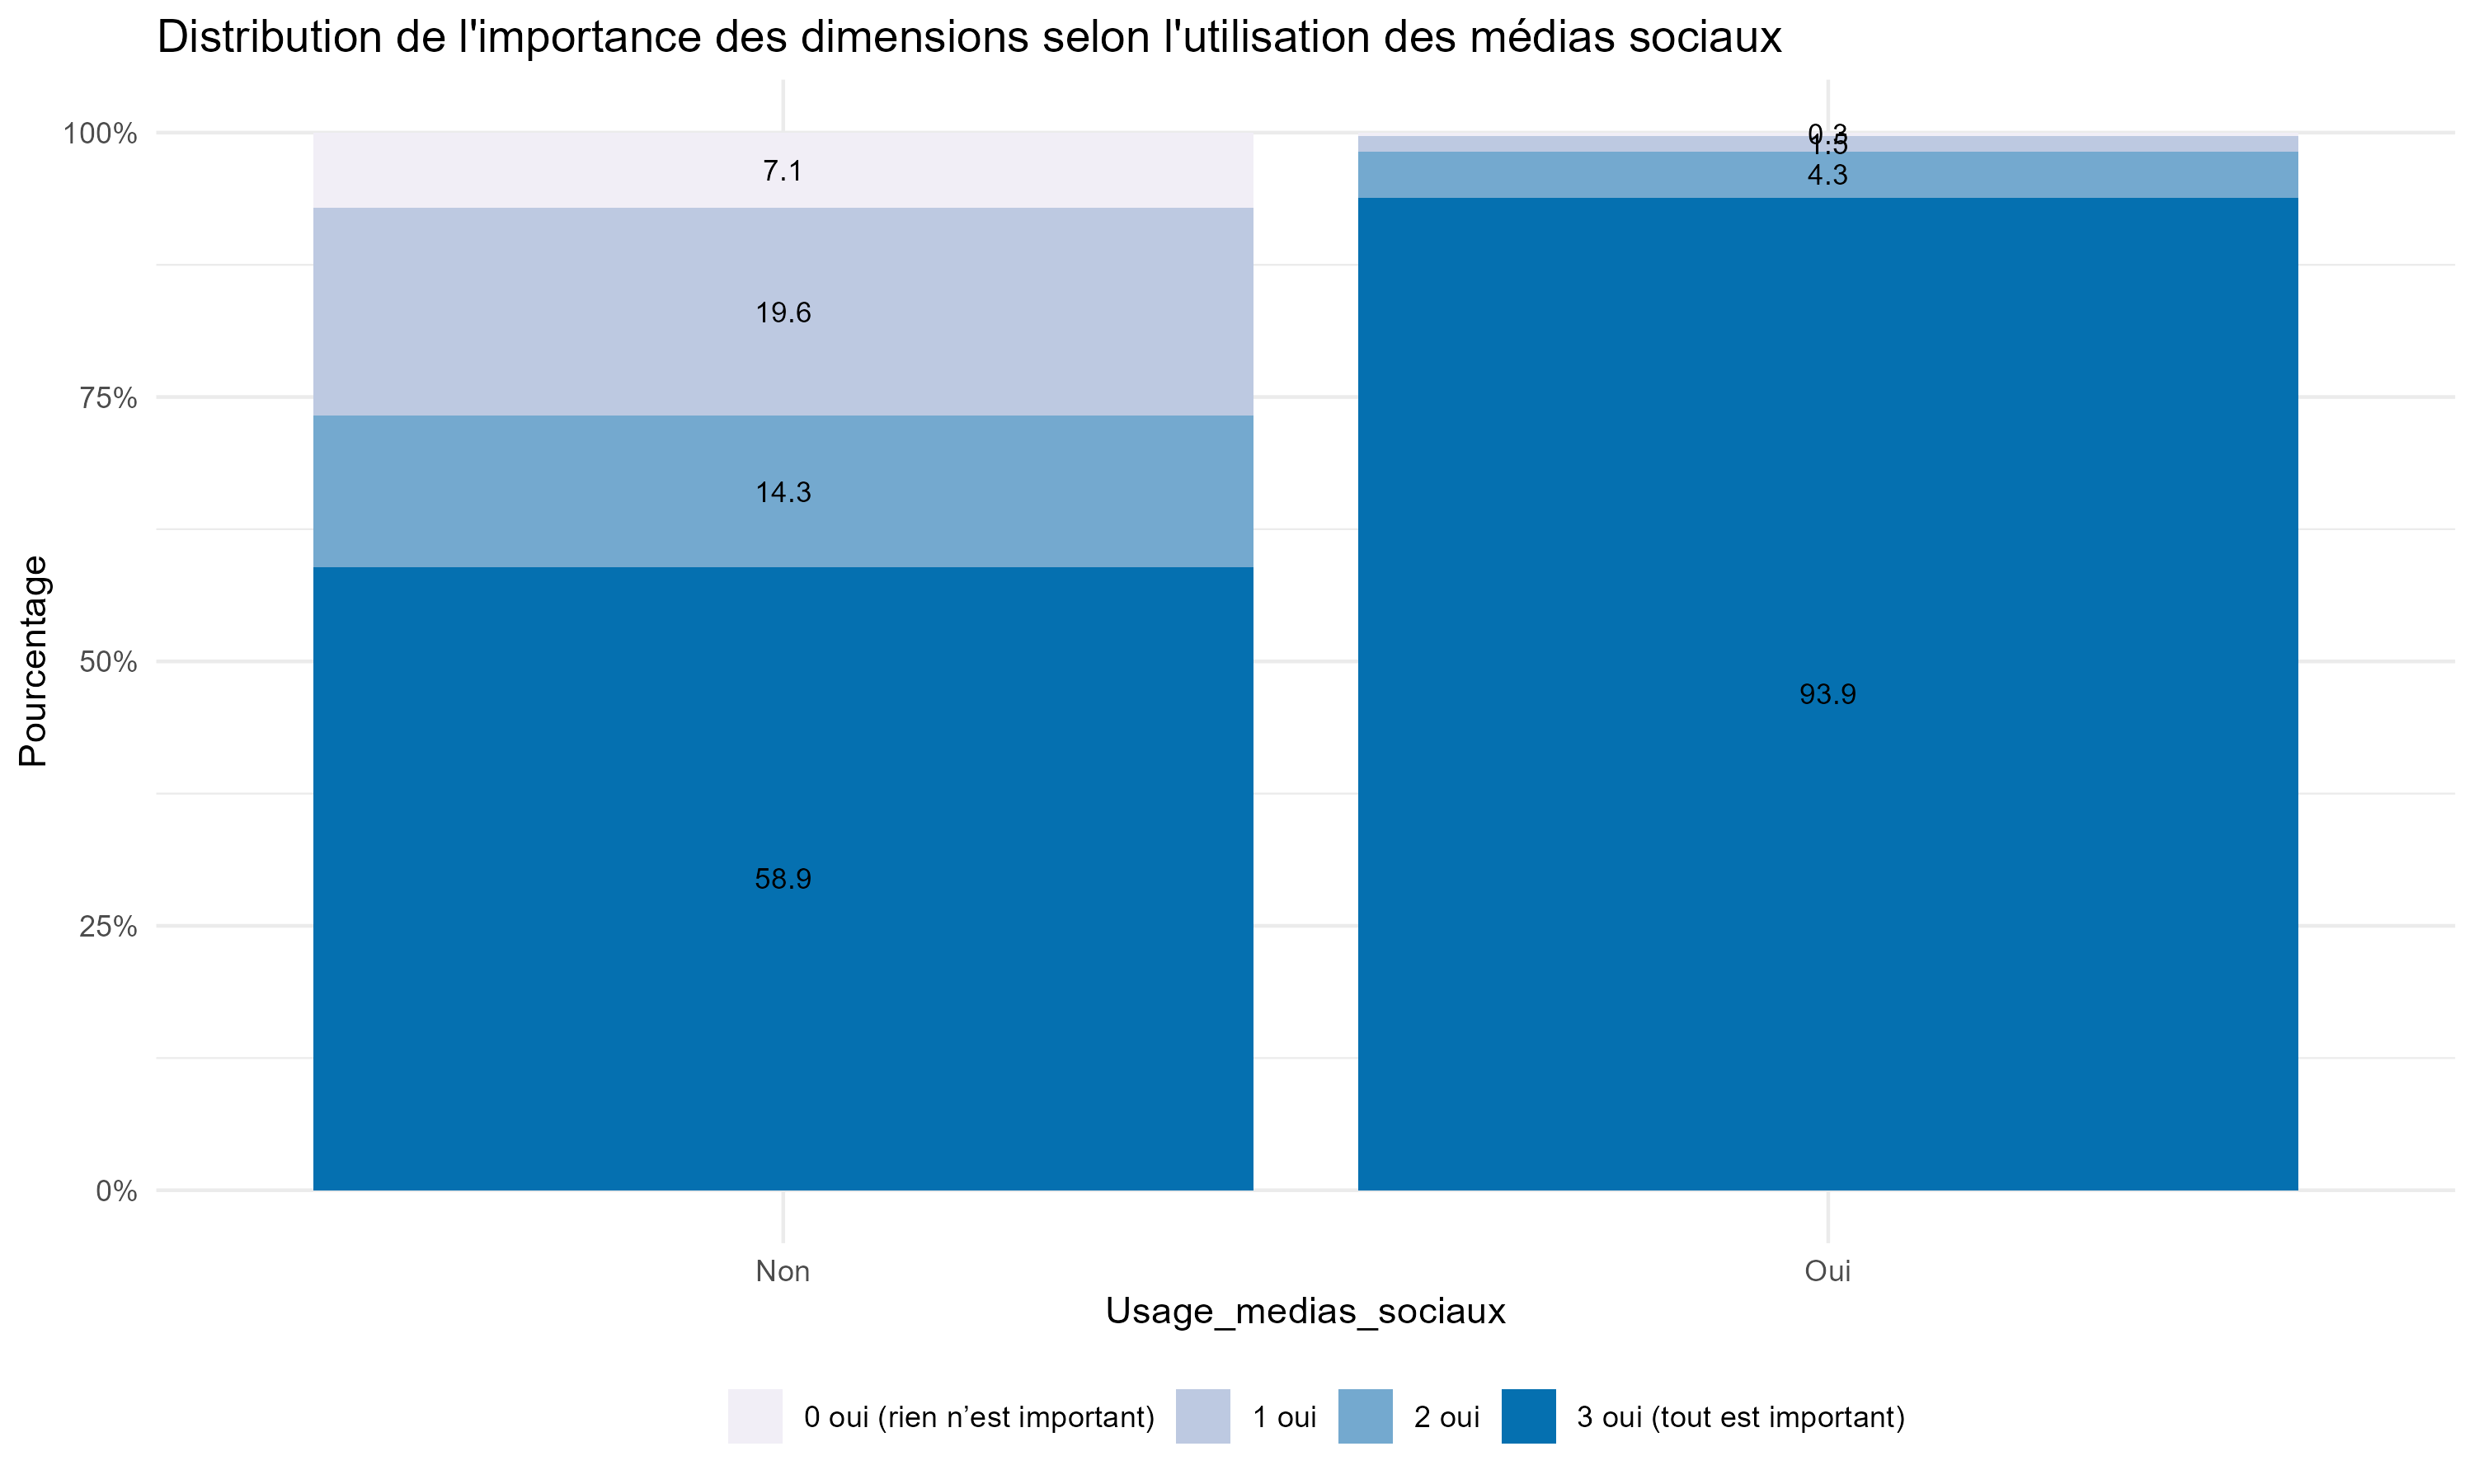 Distribution de l'importance des dimensions selon l'utilisation des médias sociaux
Pourcentage
100%
75%
50%
25%
0%
7.1
19.6
14.3
58.9
0.3
1.5
4.3
93.9
Non
Oui
Usage_medias_sociaux
0 oui (rien n’est important) 1 oui 2 oui 3 oui (tout est important)